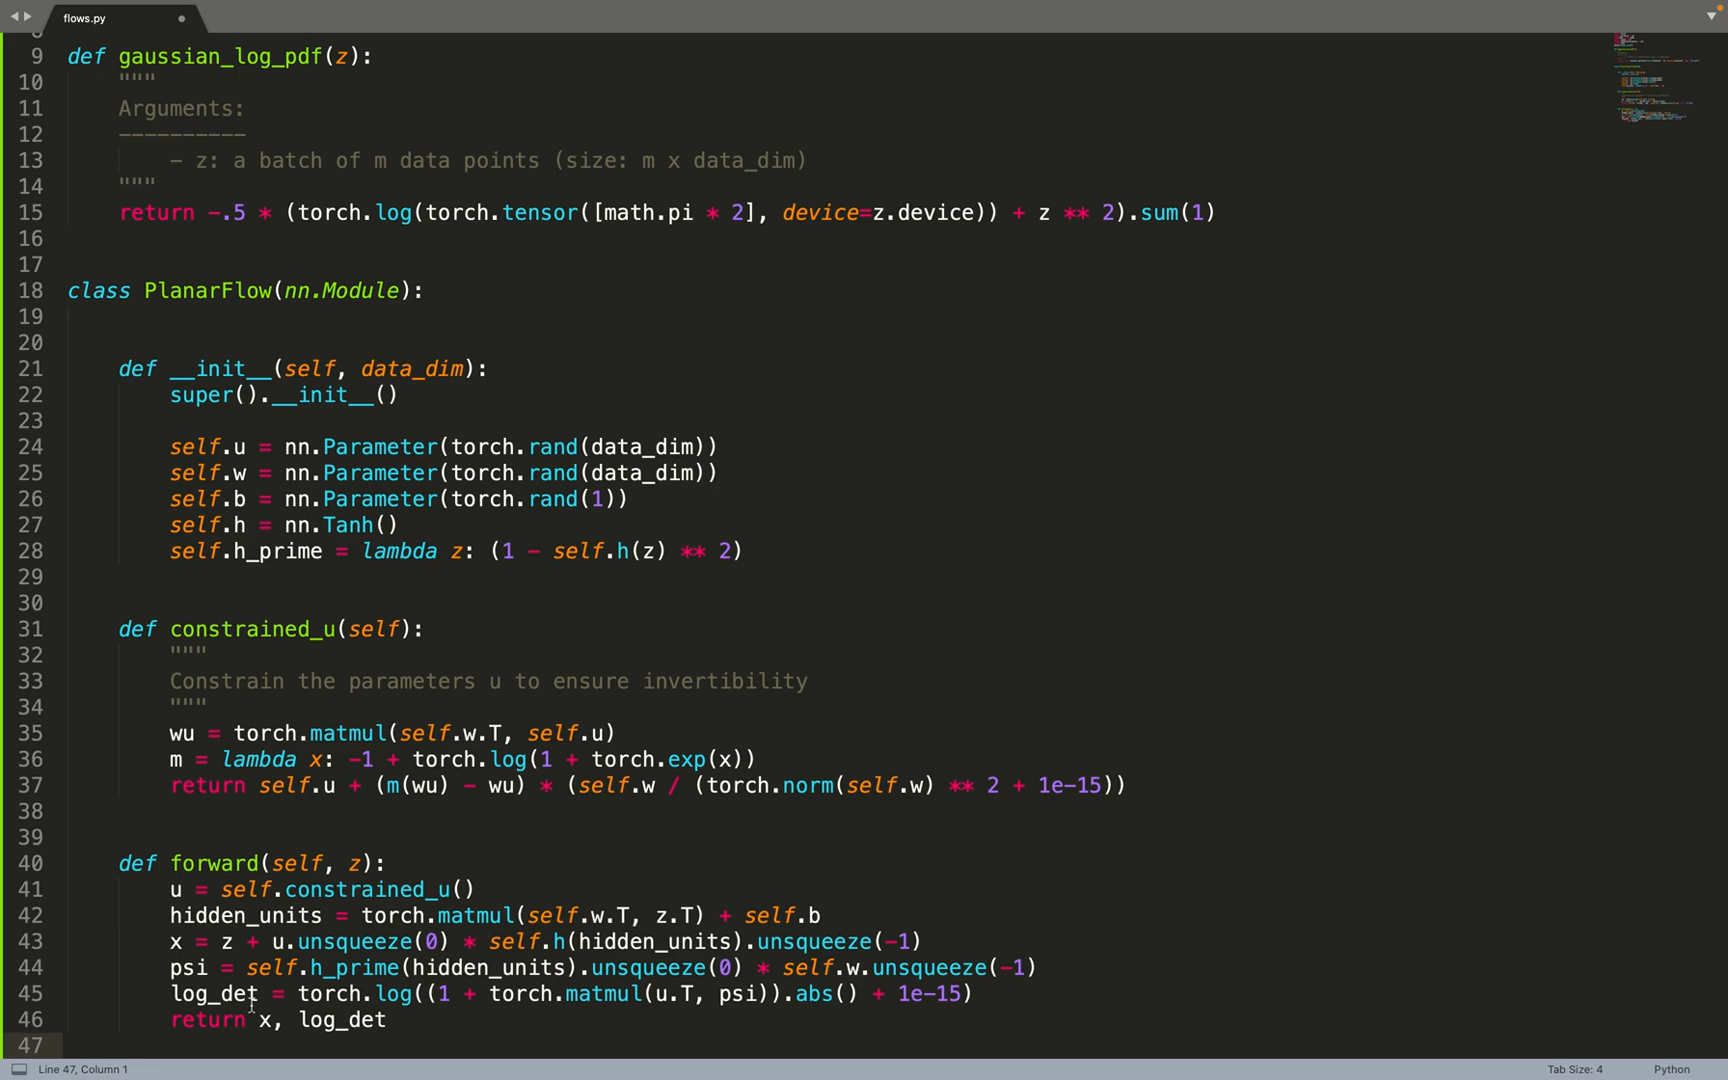 flows.py
8
9 def gaussian_log_pdf(z):
10 """
11 Arguments:
12 ----------
13 - z: a batch of m data points (size: m x data_dim)
14 """
15 return -.5 * (torch.log(torch.tensor([math.pi * 2], device=z.device)) + z ** 2).sum(1)
16
17
18 class PlanarFlow(nn.Module):
19
20
21 def __init__(self, data_dim):
22 super().__init__()
23
24 self.u = nn.Parameter(torch.rand(data_dim))
25 self.w = nn.Parameter(torch.rand(data_dim))
26 self.b = nn.Parameter(torch.rand(1))
27 self.h = nn.Tanh()
28 self.h_prime = lambda z: (1 - self.h(z) ** 2)
29
30
31 def constrained_u(self):
32 """
33 Constrain the parameters u to ensure invertibility
34 """
35 wu = torch.matmul(self.w.T, self.u)
36 m = lambda x: -1 + torch.log(1 + torch.exp(x))
37 return self.u + (m(wu) - wu) * (self.w / (torch.norm(self.w) ** 2 + 1e-15))
38
39
40 def forward(self, z):
41 u = self.constrained_u()
42 hidden_units = torch.matmul(self.w.T, z.T) + self.b
43 x = z + u.unsqueeze(0) * self.h(hidden_units).unsqueeze(-1)
44 psi = self.h_prime(hidden_units).unsqueeze(0) * self.w.unsqueeze(-1)
45 log_det = torch.log((1 + torch.matmul(u.T, psi)).abs() + 1e-15)
46 return x, log_det
47
Line 47, Column 1
Tab Size: 4
Python